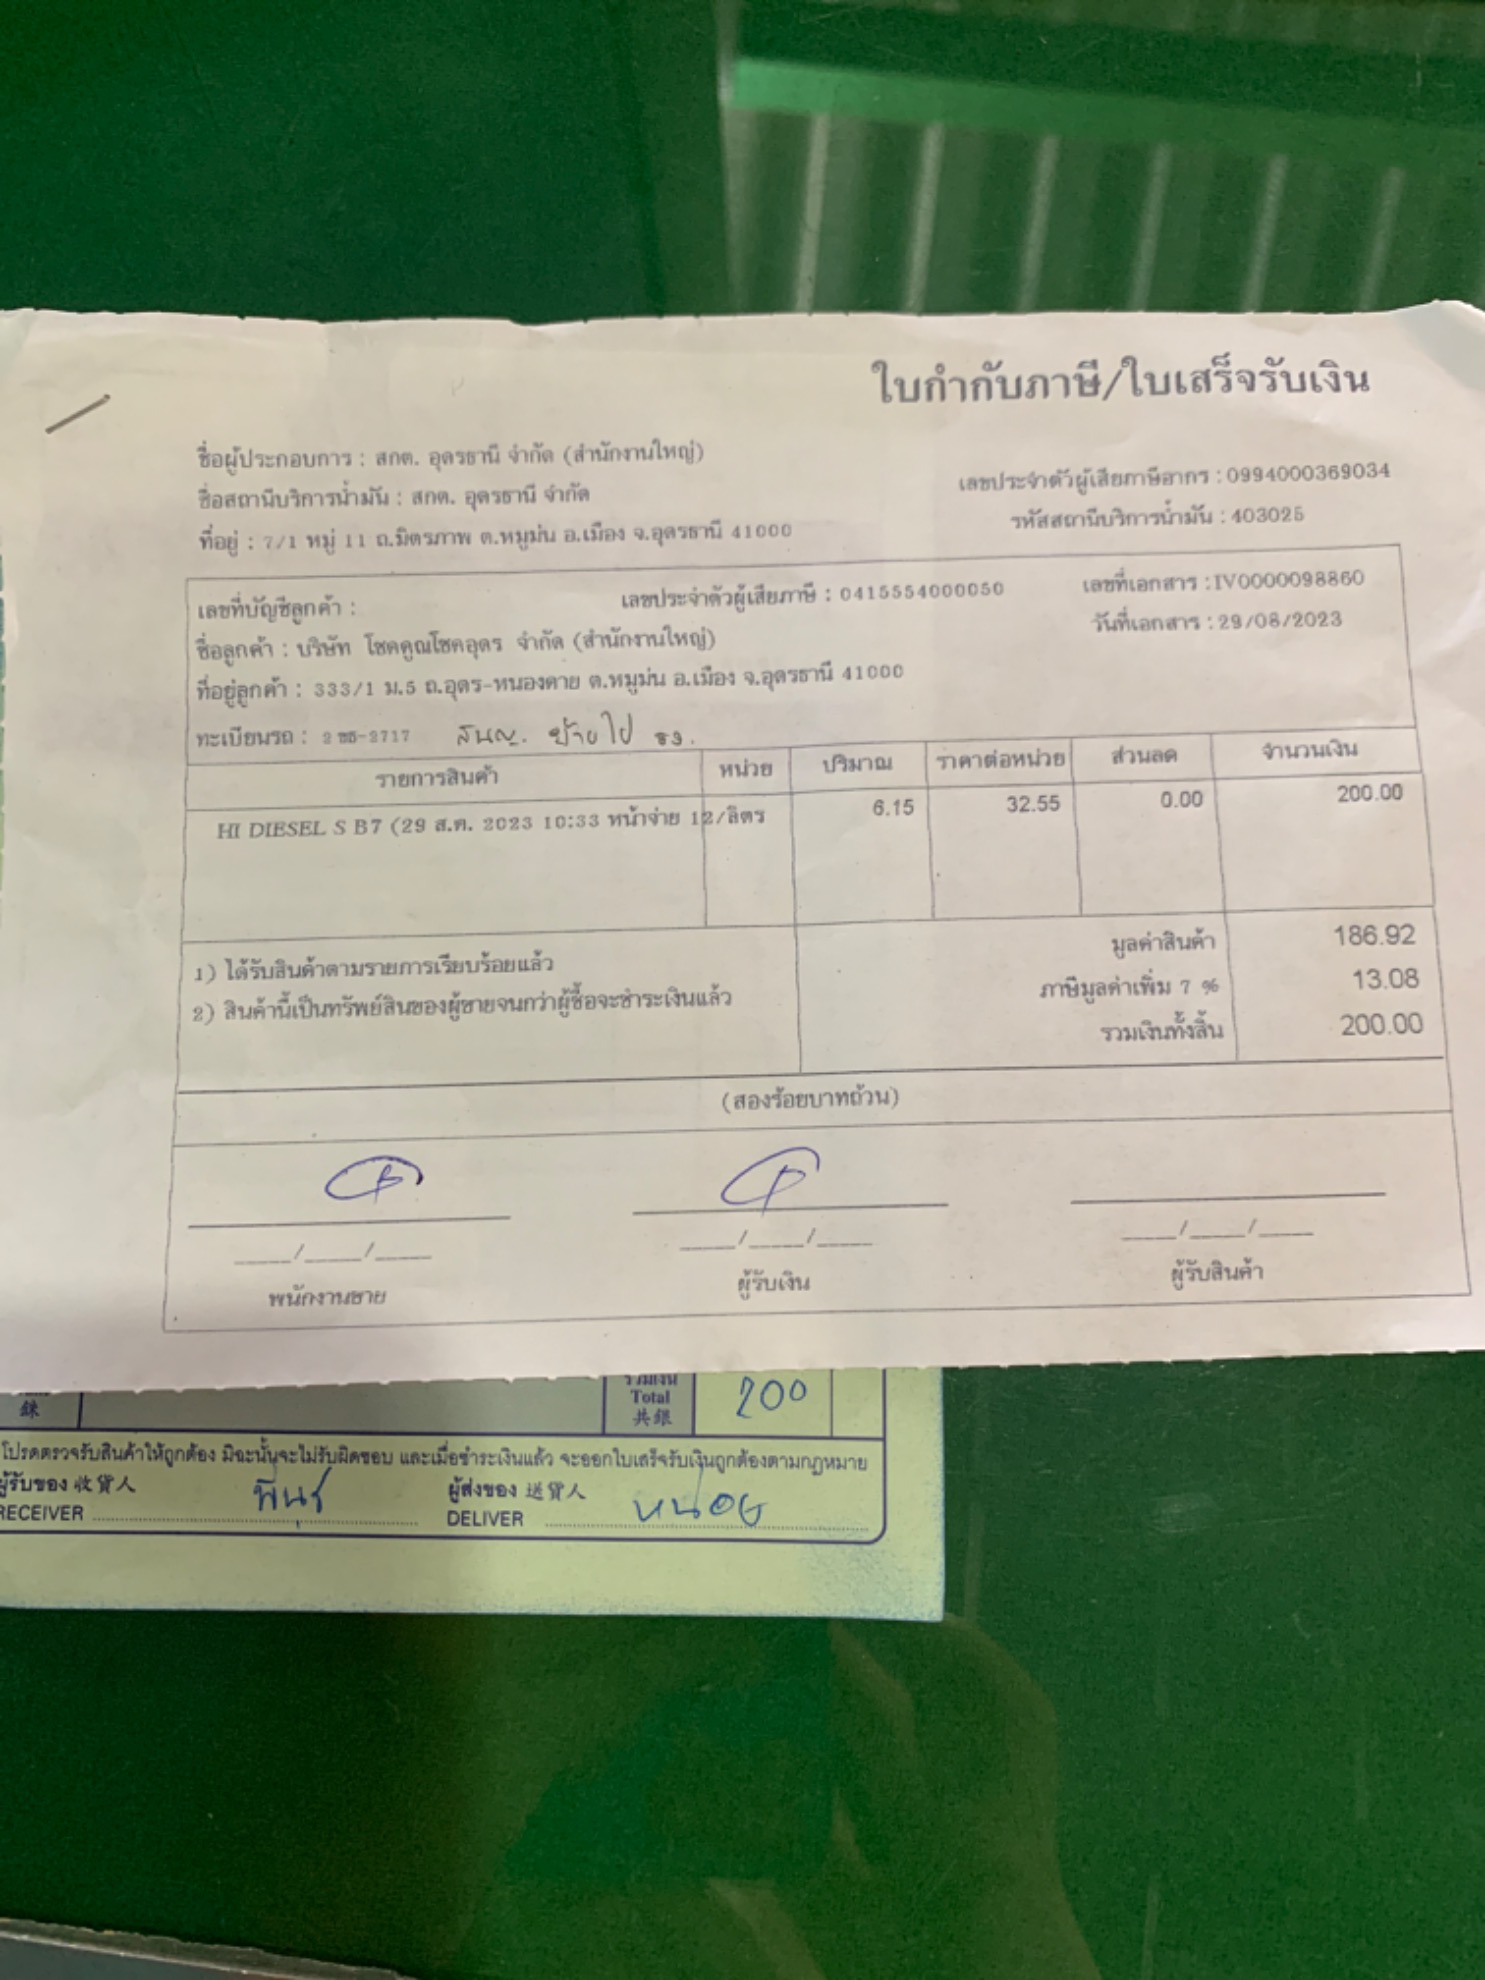 ใบกำกับภาษี/ใบเสร็จรับเงิน
ชื่อผู้ประกอบการ : สกต. อุดรธานี จำกัด (สำนักงานใหญ่)
เลขประจำตัวผู้เสียภาษีอากร : 0994000369034
ชื่อสถานีบริการน้ำมัน : สกต. อุดรธานี จำกัด
รหัสสถานีบริการน้ำมัน : 403025
ที่อยู่ : 7/1 หมู่ 11 ถ.มิตรภาพ ต.หมูม่น อ.เมือง จ.อุดรธานี 41000
เลขที่บัญชีลูกค้า : เลขประจำตัวผู้เสียภาษี : 0415554000050 เลขที่เอกสาร : IV0000098860
ชื่อลูกค้า : บริษัท โชคคูณโชคอุดร จำกัด (สำนักงานใหญ่) วันที่เอกสาร : 29/08/2023
ที่อยู่ลูกค้า : 333/1 ม.5 ถ.อุดร-หนองคาย ต.หมูม่น อ.เมือง จ.อุดรธานี 41000
ทะเบียนรถ : 2 ขธ-2717 ย้ายไป
รายการสินค้า หน่วย ปริมาณ ราคาต่อหน่วย ส่วนลด จำนวนเงิน
HI DIESEL S B7 (29 ส.ค. 2023 10:33 หน้าจ่าย 12/ลิตร 6.15 32.55 0.00 200.00
1) ได้รับสินค้าตามรายการเรียบร้อยแล้ว มูลค่าสินค้า 186.92
2) สินค้านี้เป็นทรัพย์สินของผู้ขายจนกว่าผู้ซื้อจะชำระเงินแล้ว ภาษีมูลค่าเพิ่ม 7 % 13.08
รวมเงินทั้งสิ้น 200.00
(สองร้อยบาทถ้วน)
____/____/____ ____/____/____ ____/____/____
พนักงานขาย ผู้รับเงิน ผู้รับสินค้า
รวมเงิน
Total 200
共銀
โปรดตรวจรับสินค้าให้ถูกต้อง มิฉะนั้นจะไม่รับผิดชอบ และเมื่อชำระเงินแล้ว จะออกใบเสร็จรับเงินถูกต้องตามกฎหมาย
ผู้รับของ 收貨人 ผู้ส่งของ 送貨人
RECEIVER DELIVER หน่อย